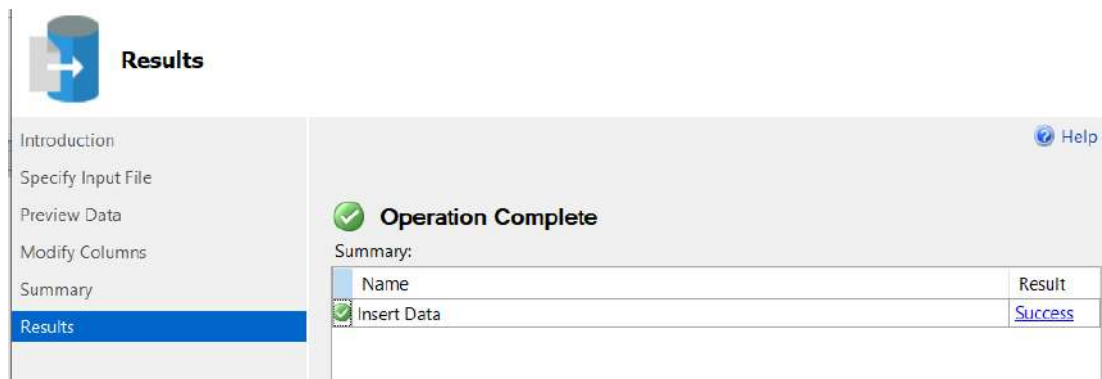 Results
Introduction
Help
Specify Input File
Preview Data
Operation Complete
Modify Columns
Summary:
Summary
Name Result
Insert Data Success
Results